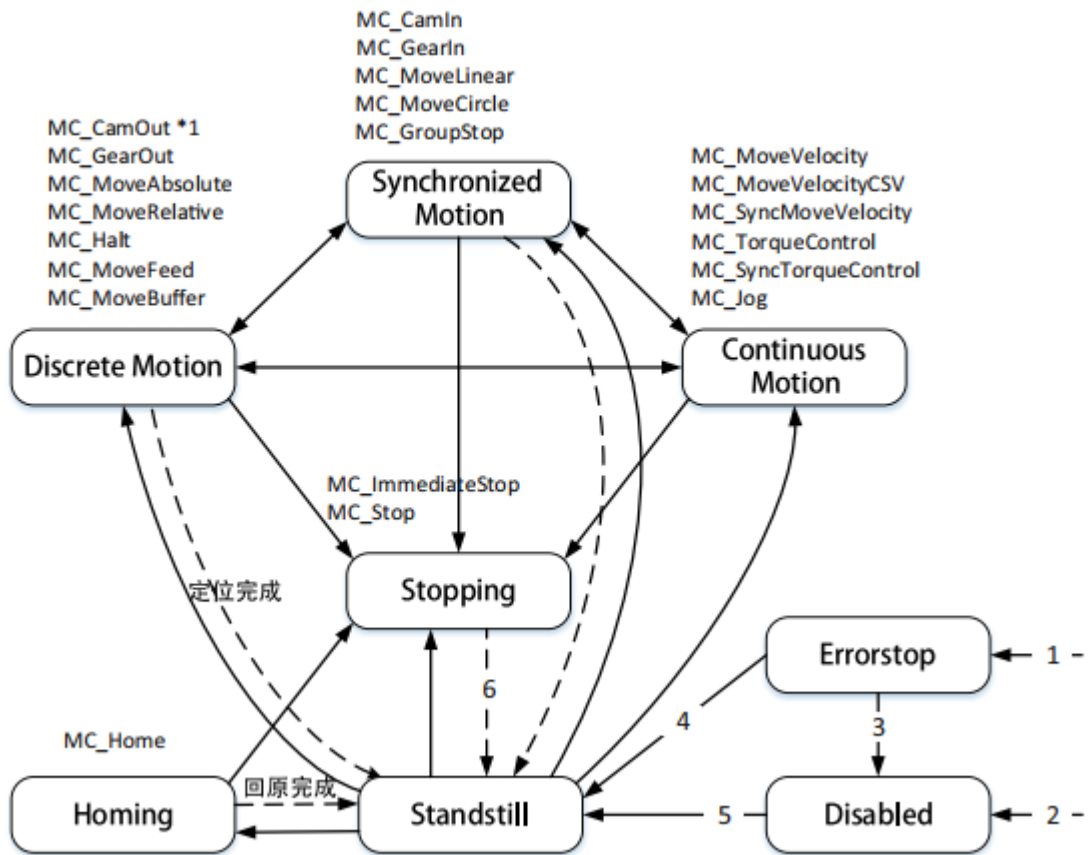 MC_CamIn
MC_GearIn
MC_MoveLinear
MC_MoveCircle
MC_GroupStop
MC_CamOut *1
MC_GearOut
MC_MoveAbsolute
MC_MoveRelative
MC_Halt
MC_MoveFeed
MC_MoveBuffer
Synchronized
Motion
MC_MoveVelocity
MC_MoveVelocityCSV
MC_SyncMoveVelocity
MC_TorqueControl
MC_SyncTorqueControl
MC_Jog
Discrete Motion
Continuous
Motion
MC_ImmediateStop
MC_Stop
定位完成
Stopping
Errorstop
1
6
4
3
MC_Home
回原完成
Homing
Standstill
5
Disabled
2